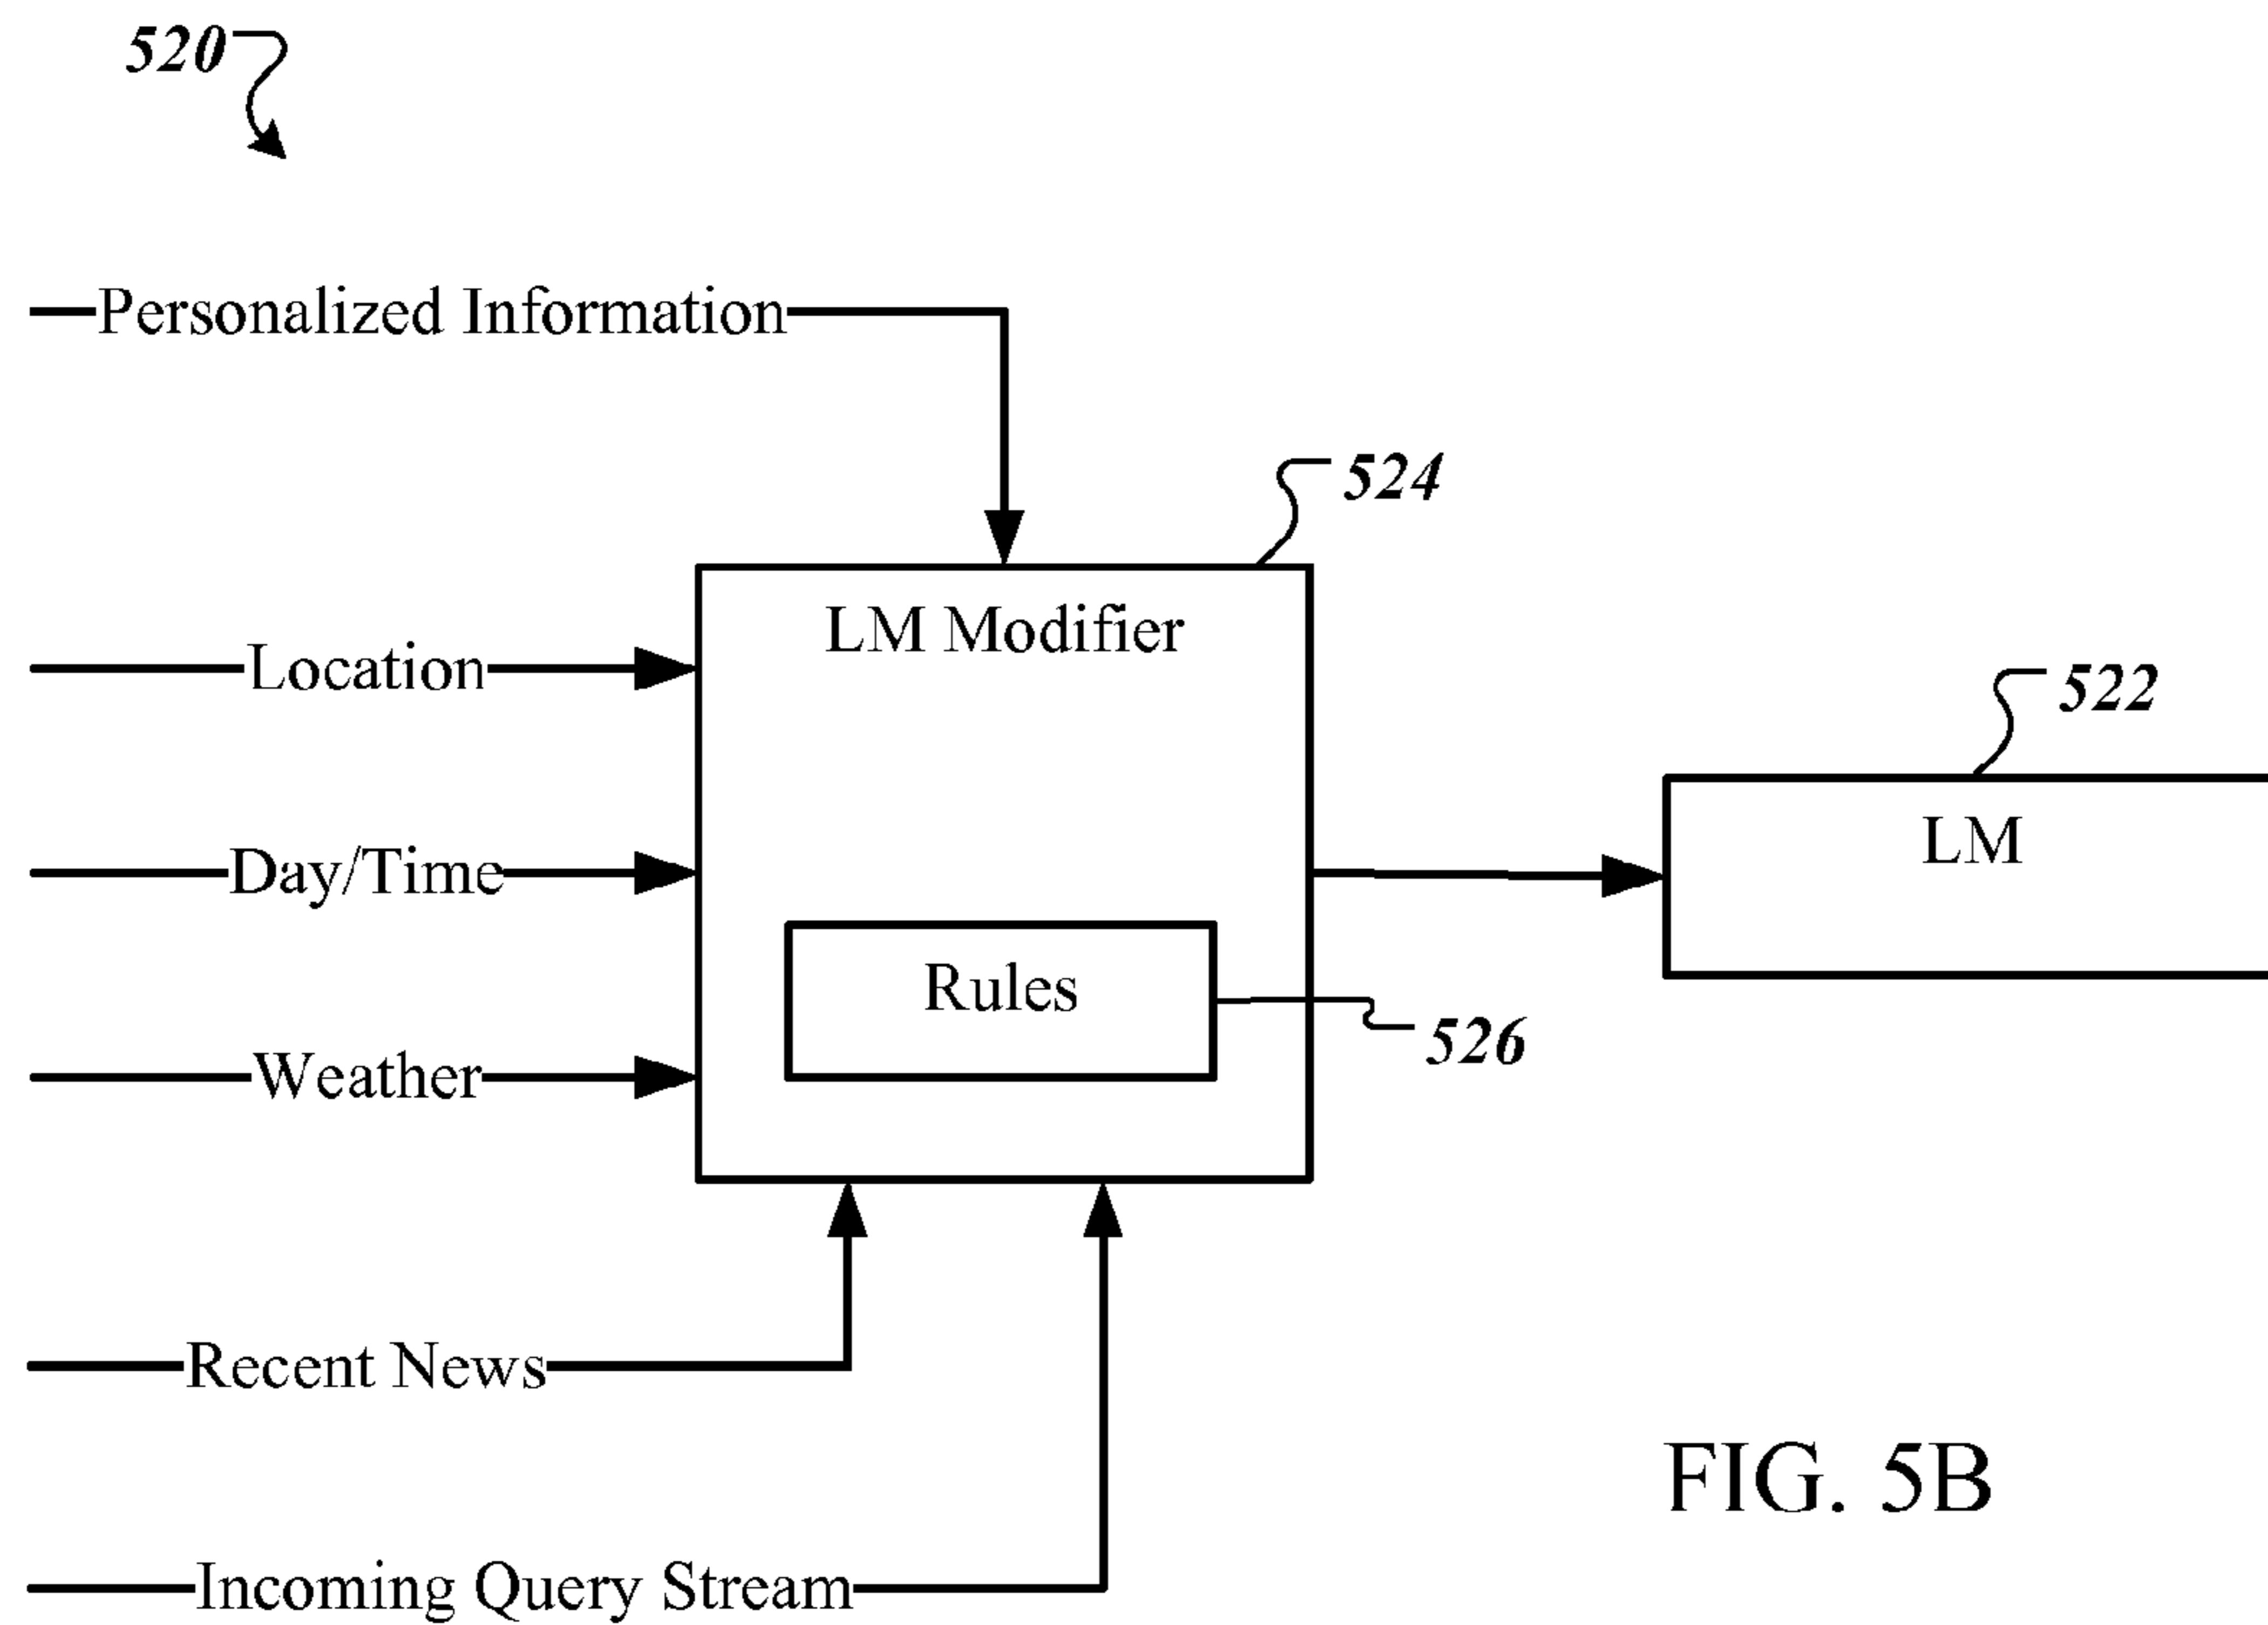 520
Personalized Information
524
LM Modifier
Location
522
LM
Day/Time
Rules
526
Weather
Recent News
FIG. 5B
Incoming Query Stream